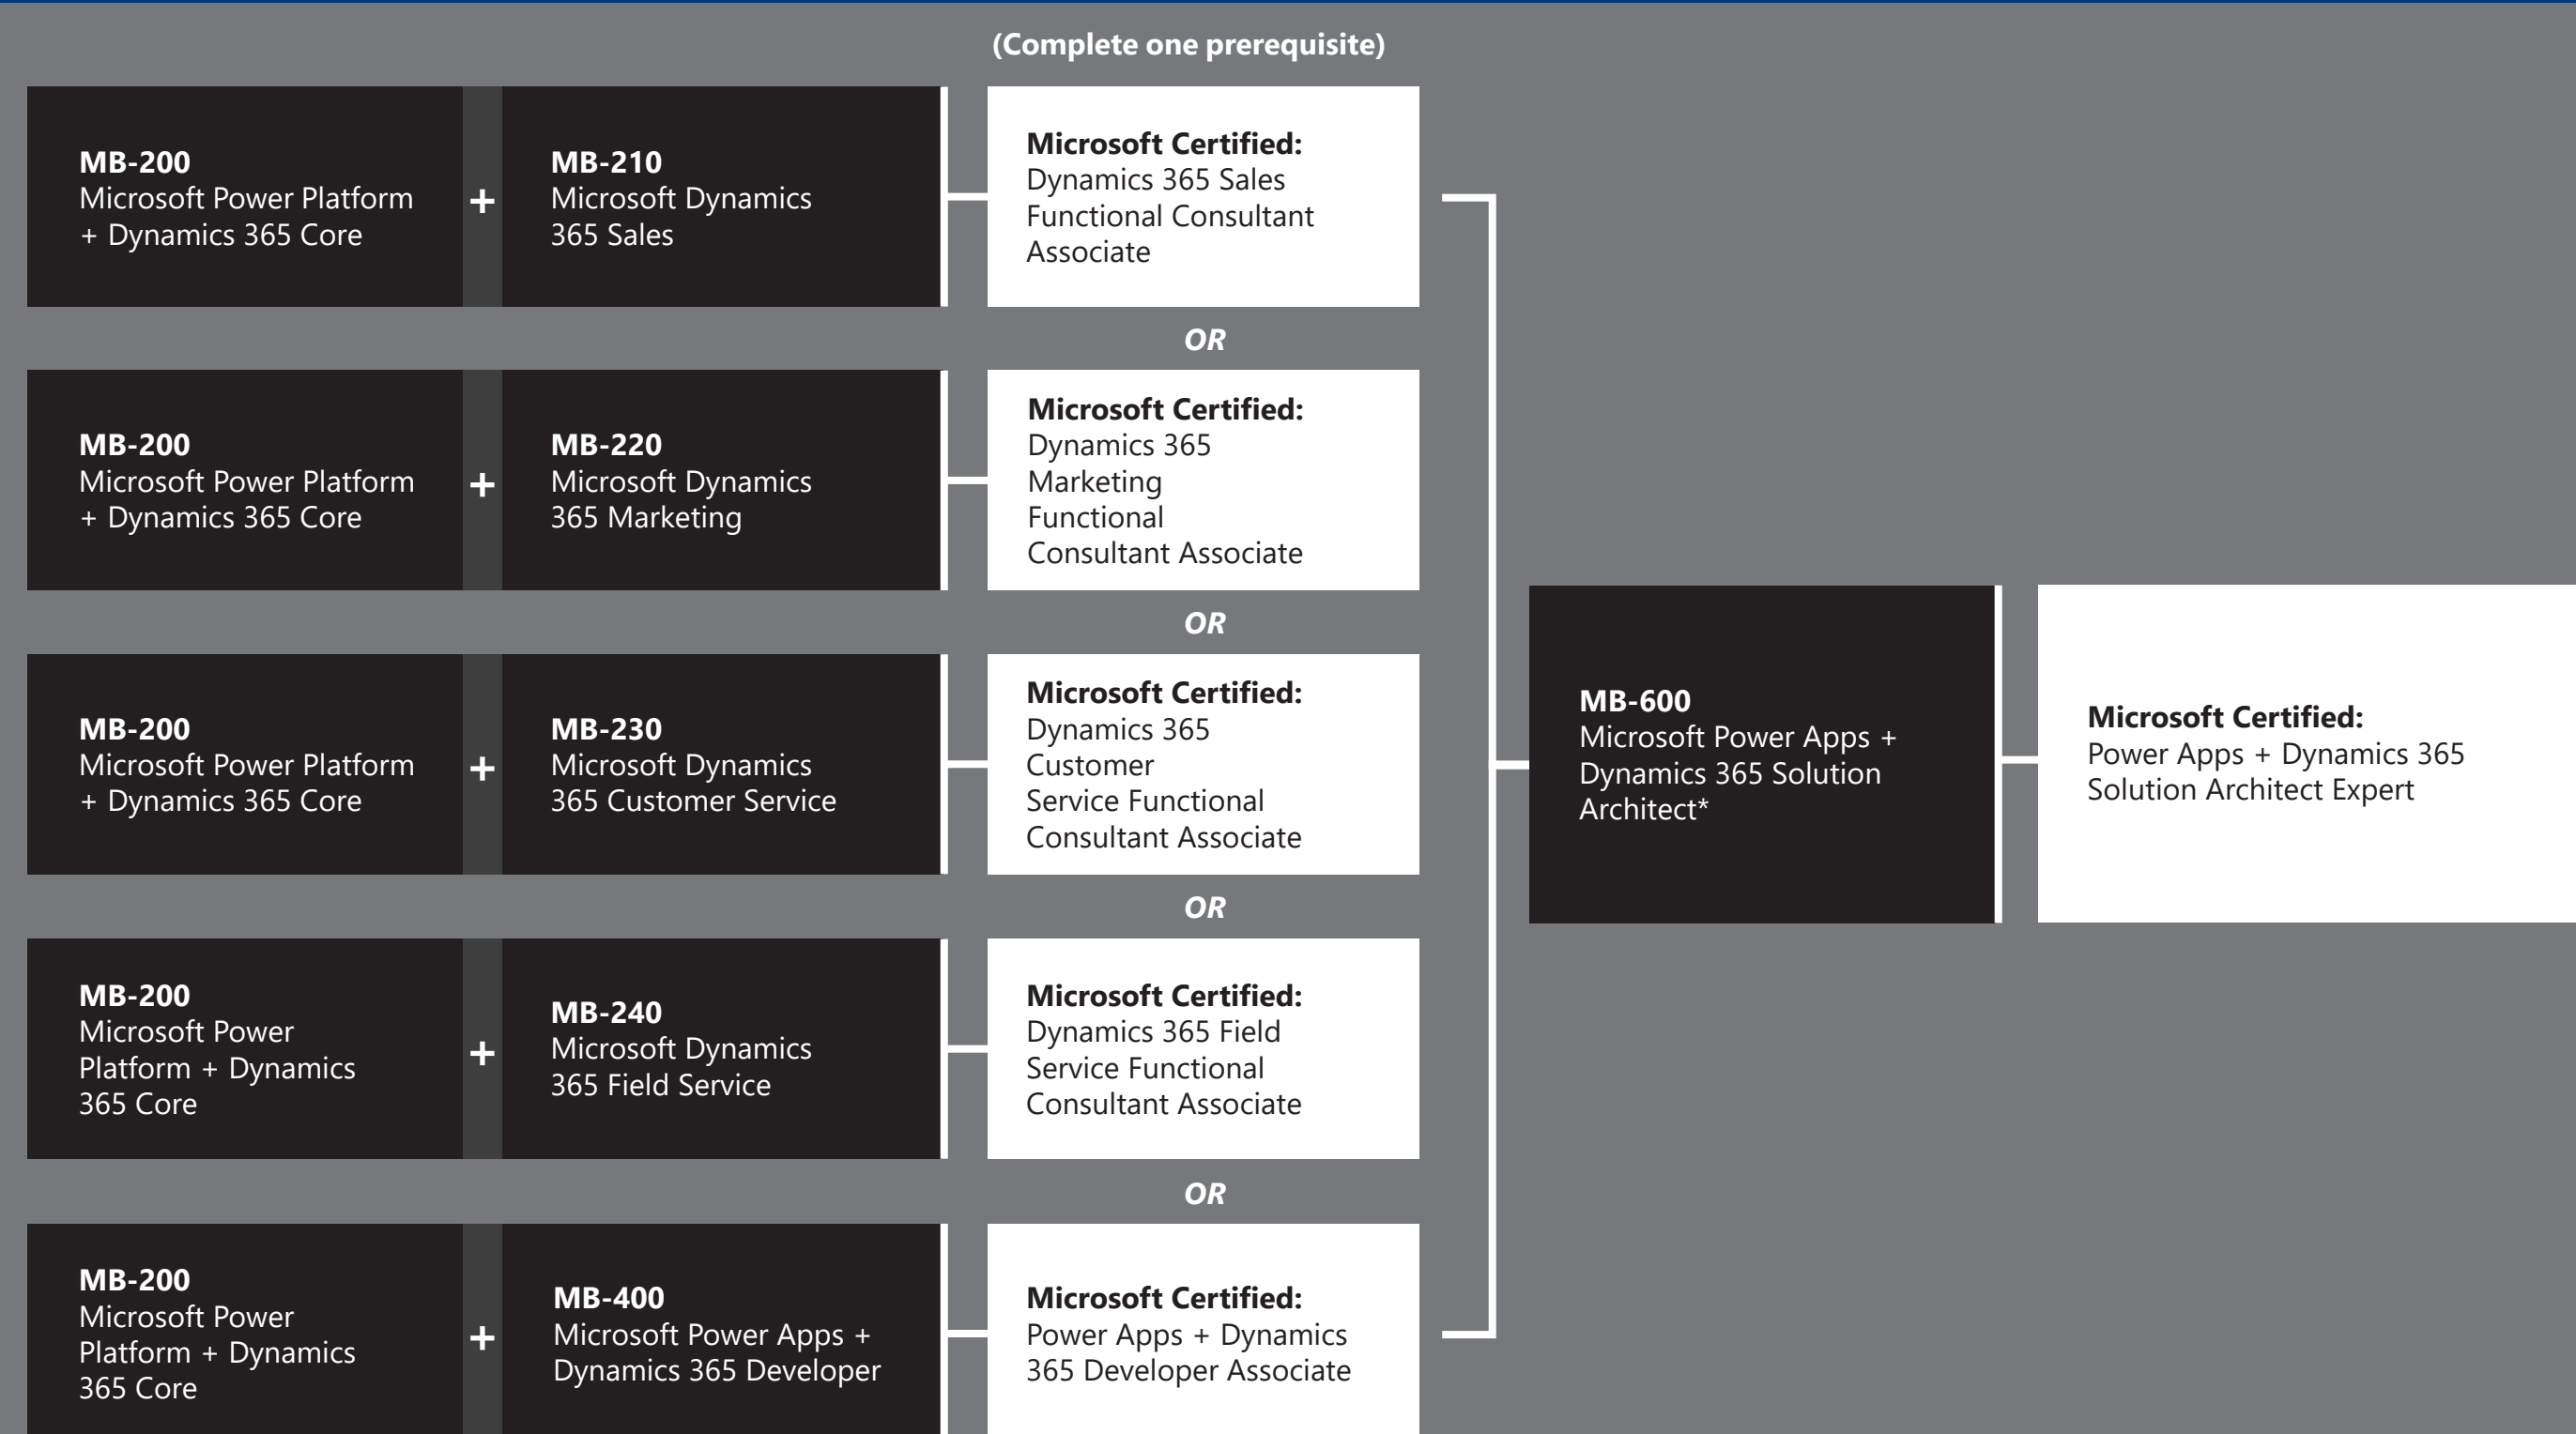 (Complete one prerequisite)
MB-200
Microsoft Power Platform
+ Dynamics 365 Core
+
MB-210
Microsoft Dynamics
365 Sales
Microsoft Certified:
Dynamics 365 Sales
Functional Consultant
Associate
OR
MB-200
Microsoft Power Platform
+ Dynamics 365 Core
+
MB-220
Microsoft Dynamics
365 Marketing
Microsoft Certified:
Dynamics 365
Marketing
Functional
Consultant Associate
OR
MB-200
Microsoft Power Platform
+ Dynamics 365 Core
+
MB-230
Microsoft Dynamics
365 Customer Service
Microsoft Certified:
Dynamics 365
Customer
Service Functional
Consultant Associate
OR
MB-200
Microsoft Power
Platform + Dynamics
365 Core
+
MB-240
Microsoft Dynamics
365 Field Service
Microsoft Certified:
Dynamics 365 Field
Service Functional
Consultant Associate
OR
MB-200
Microsoft Power
Platform + Dynamics
365 Core
+
MB-400
Microsoft Power Apps +
Dynamics 365 Developer
Microsoft Certified:
Power Apps + Dynamics
365 Developer Associate
MB-600
Microsoft Power Apps +
Dynamics 365 Solution
Architect*
Microsoft Certified:
Power Apps + Dynamics 365
Solution Architect Expert